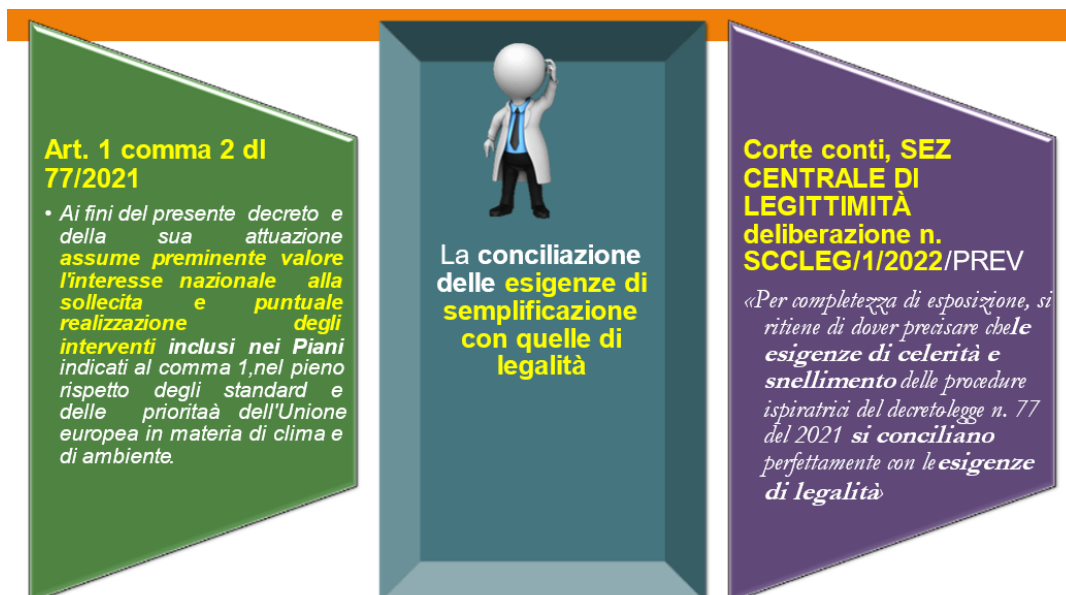 Art. 1 comma 2 dl
77/2021
• Ai fini del presente decreto e
della sua attuazione
assume preminente valore
l'interesse nazionale alla
sollecita e puntuale
realizzazione degli
interventi inclusi nei Piani
indicati al comma 1,nel pieno
rispetto degli standard e
delle prioritaà dell'Unione
europea in materia di clima e
di ambiente.
La conciliazione
delle esigenze di
semplificazione
con quelle di
legalità
Corte conti, SEZ
CENTRALE DI
LEGITTIMITÀ
deliberazione n.
SCCLEG/1/2022/PREV
«Per completezza di esposizione, si
ritiene di dover precisare chele
esigenze di celerità e
snellimento delle procedure
ispiratrici del decreto-legge n. 77
del 2021 si conciliano
perfettamente con le esigenze
di legalità»